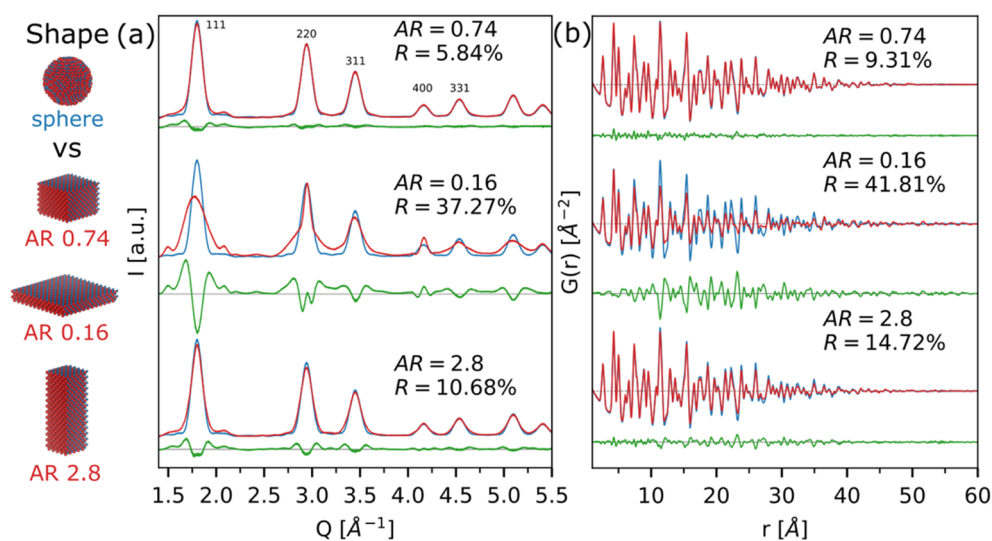 Shape
sphere
vs
AR 0.74
AR 0.16
AR 2.8
(a)
111
220
311
400
331
AR = 0.74
R = 5.84%
AR = 0.16
R = 37.27%
AR = 2.8
R = 10.68%
I [a.u.]
1.5 2.0 2.5 3.0 3.5 4.0 4.5 5.0 5.5
Q [Å⁻¹]
(b)
AR = 0.74
R = 9.31%
AR = 0.16
R = 41.81%
AR = 2.8
R = 14.72%
G(r) [Å⁻²]
10 20 30 40 50 60
r [Å]